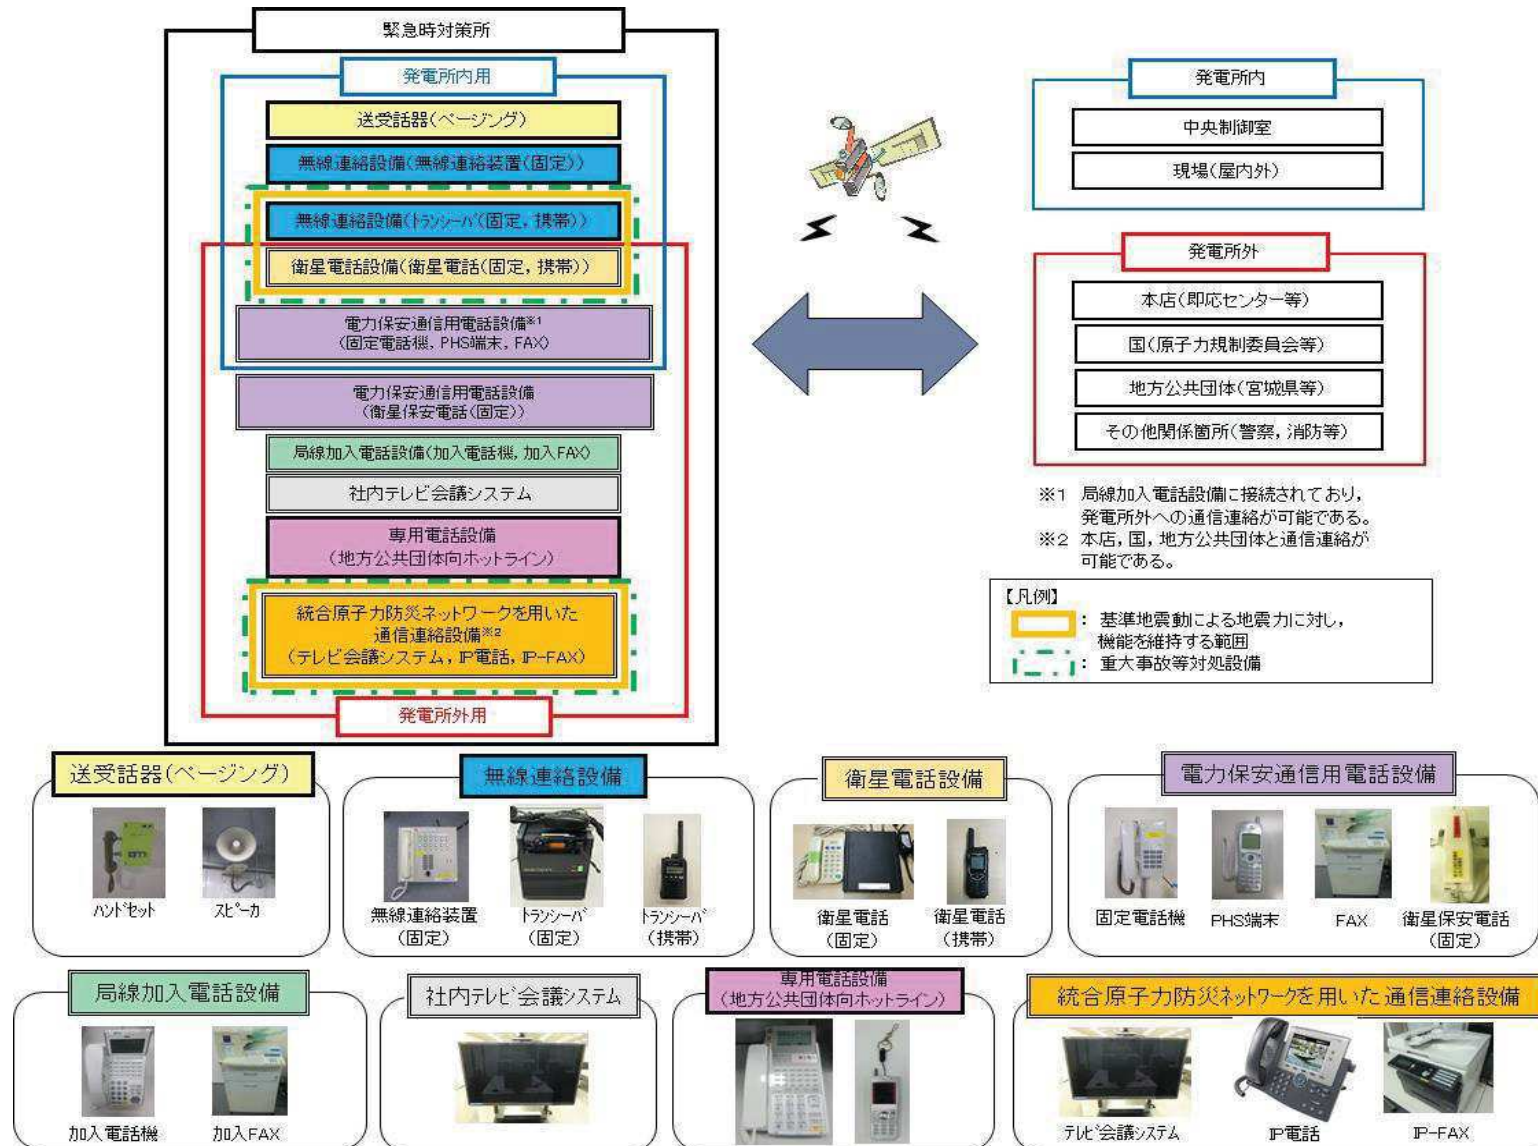 緊急時対策所
発電所内用
送受話器(ページング)
無線連絡設備(無線連絡装置(固定))
無線連絡設備(トランシーバ(固定,携帯))
衛星電話設備(衛星電話(固定,携帯))
電力保安通信用電話設備※1
(固定電話機,PHS端末,FAX)
電力保安通信用電話設備
(衛星保安電話(固定))
局線加入電話設備(加入電話機,加入FAX)
社内テレビ会議システム
専用電話設備
(地方公共団体向ホットライン)
統合原子力防災ネットワークを用いた
通信連絡設備※2
(テレビ会議システム,IP電話,IP-FAX)
発電所外用
発電所内
中央制御室
現場(屋内外)
発電所外
本店(即応センター等)
国(原子力規制委員会等)
地方公共団体(宮城県等)
その他関係箇所(警察,消防等)
※1 局線加入電話設備に接続されており,
発電所外への通信連絡が可能である。
※2 本店,国,地方公共団体と通信連絡が
可能である。
【凡例】
: 基準地震動による地震力に対し,
機能を維持する範囲
: 重大事故等対処設備
送受話器(ページング)
ハンドセット
スピーカ
無線連絡設備
無線連絡装置
(固定)
トランシーバ
(固定)
トランシーバ
(携帯)
衛星電話設備
衛星電話
(固定)
衛星電話
(携帯)
電力保安通信用電話設備
固定電話機
PHS端末
FAX
衛星保安電話
(固定)
局線加入電話設備
加入電話機
加入FAX
社内テレビ会議システム
専用電話設備
(地方公共団体向ホットライン)
統合原子力防災ネットワークを用いた通信連絡設備
テレビ会議システム
IP電話
IP-FAX